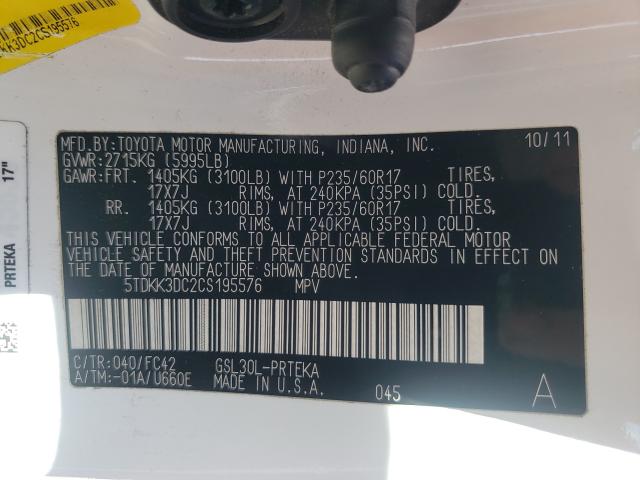 KK3DC2CS195576
17"
PRTEKA
MFD.BY:TOYOTA MOTOR MANUFACTURING, INDIANA, INC. 10/11
GVWR:2715KG (5995LB)
GAWR:FRT. 1405KG (3100LB) WITH P235/60R17 TIRES,
17X7J RIMS, AT 240KPA (35PSI) COLD.
RR. 1405KG (3100LB) WITH P235/60R17 TIRES,
17X7J RIMS, AT 240KPA (35PSI) COLD.
THIS VEHICLE CONFORMS TO ALL APPLICABLE FEDERAL MOTOR
VEHICLE SAFETY AND THEFT PREVENTION STANDARDS IN EFFECT ON
THE DATE OF MANUFACTURE SHOWN ABOVE.
5TDKK3DC2CS195576 MPV
C/TR:040/FC42 GSL30L-PRTEKA
A/TM:-01A/U660E MADE IN U.S.A. 045 A